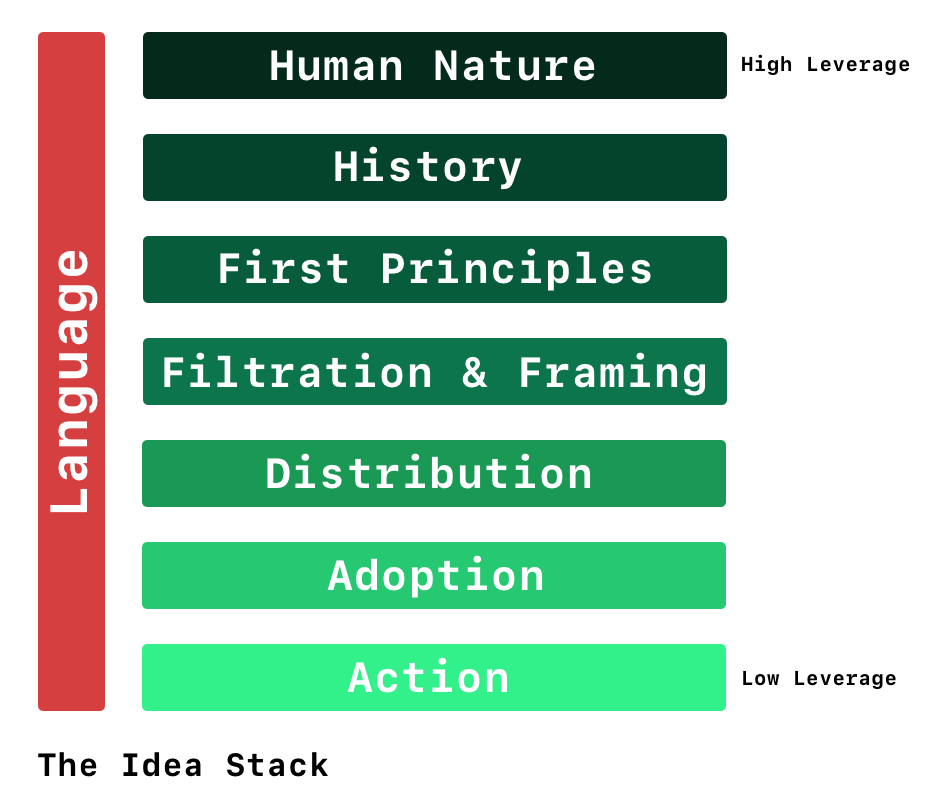 Language
Human Nature
High Leverage
History
First Principles
Filtration & Framing
Distribution
Adoption
Action
Low Leverage
The Idea Stack